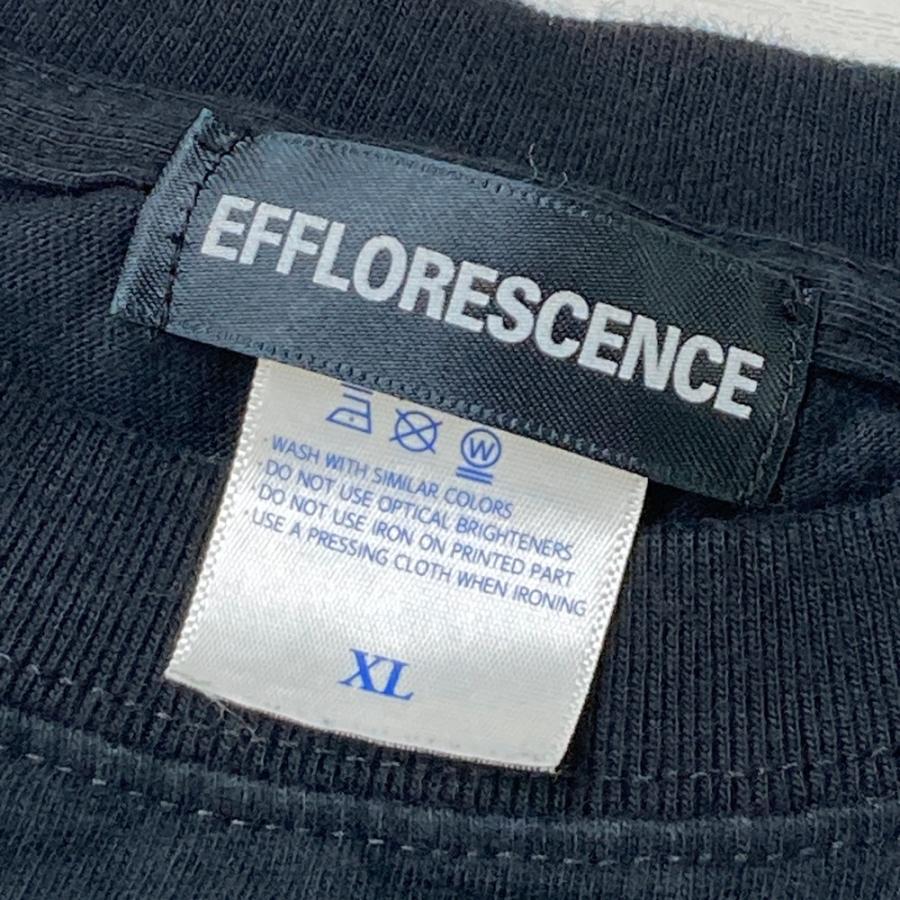 EFFLORESCENCE
W
·WASH WITH SIMILAR COLORS
·DO NOT USE OPTICAL BRIGHTENERS
·DO NOT USE IRON ON PRINTED PART
·USE A PRESSING CLOTH WHEN IRONING
XL